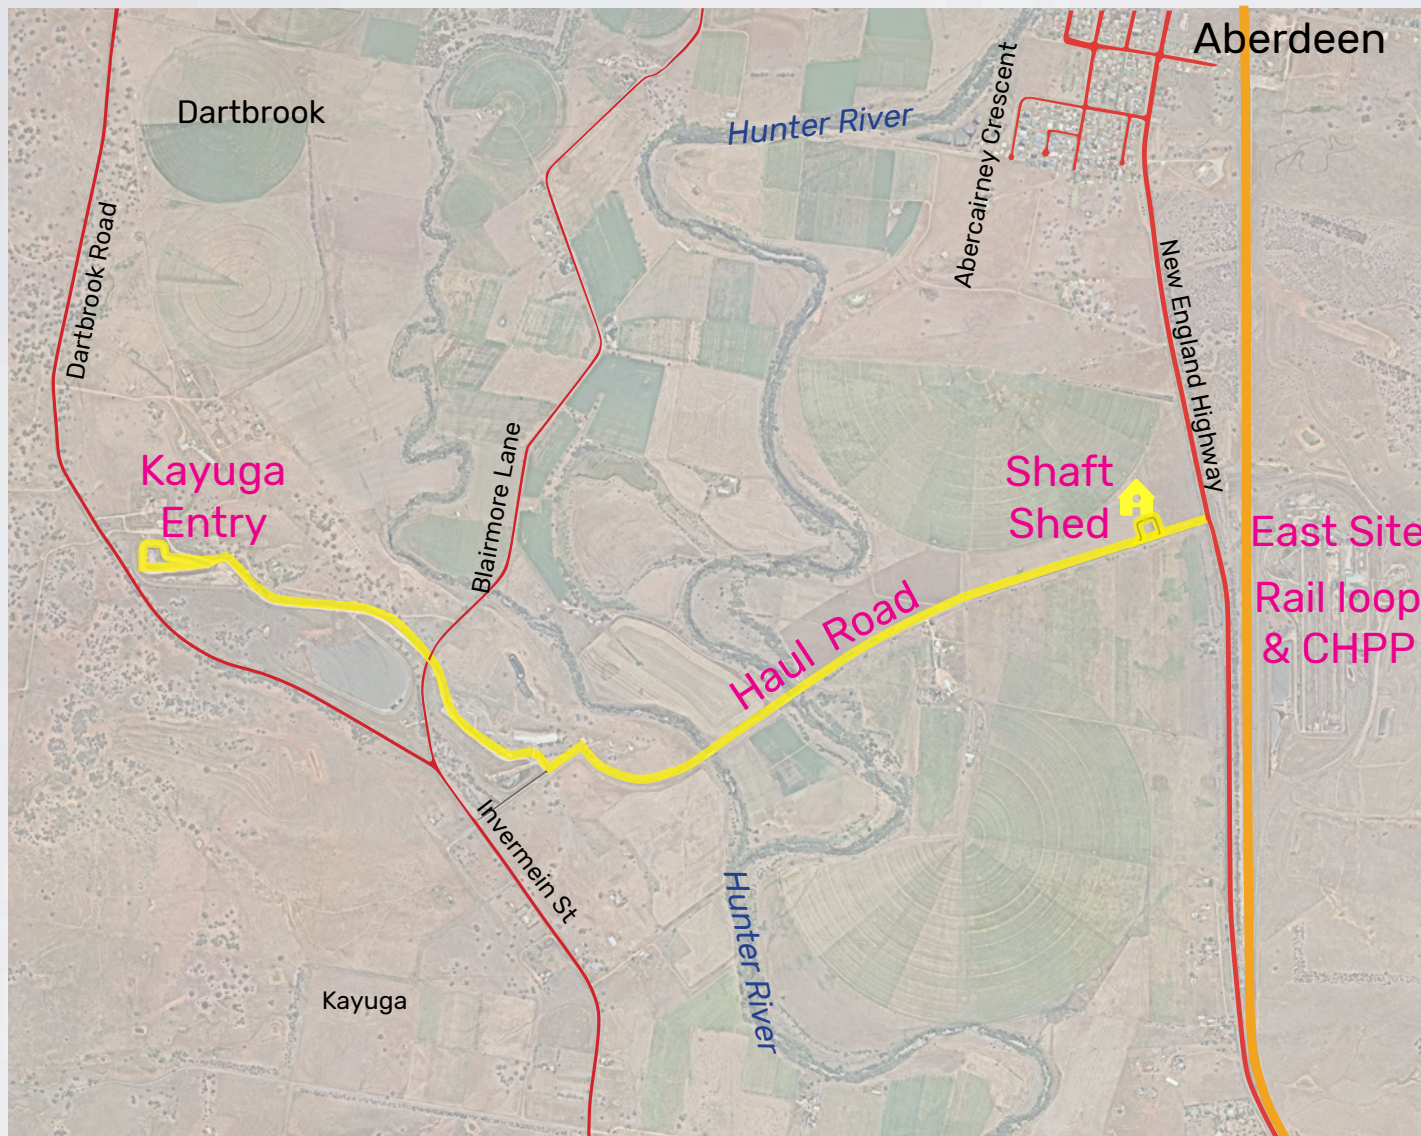 Aberdeen
Dartbrook
Hunter River
Abercairney Crescent
Dartbrook Road
New England Highway
Kayuga
Entry
Blairmore Lane
Shaft
Shed
East Site
Rail loop
& CHPP
Haul Road
Invermein St
Hunter River
Kayuga